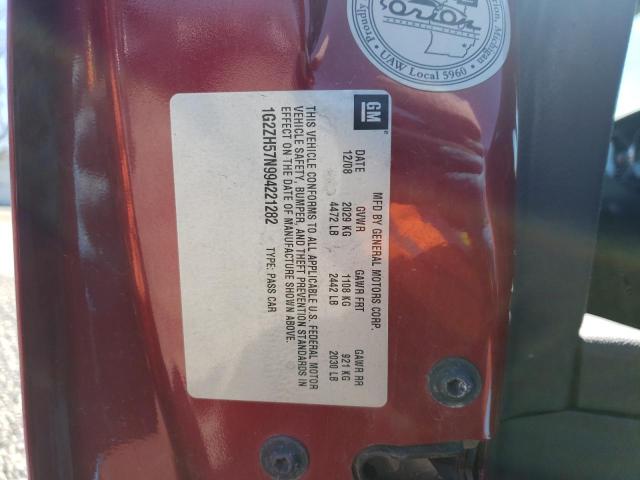 Orion
Proudly
Orion, Michigan
UAW Local 5960
GM
MFD BY GENERAL MOTORS CORP.
DATE GVWR GAWR FRT GAWR RR
12/08 2029 KG 1108 KG 921 KG
4472 LB 2442 LB 2030 LB
THIS VEHICLE CONFORMS TO ALL APPLICABLE U.S. FEDERAL MOTOR
VEHICLE SAFETY, BUMPER, AND THEFT PREVENTION STANDARDS IN
EFFECT ON THE DATE OF MANUFACTURE SHOWN ABOVE.
1G2ZH57N994221282 TYPE: PASS CAR